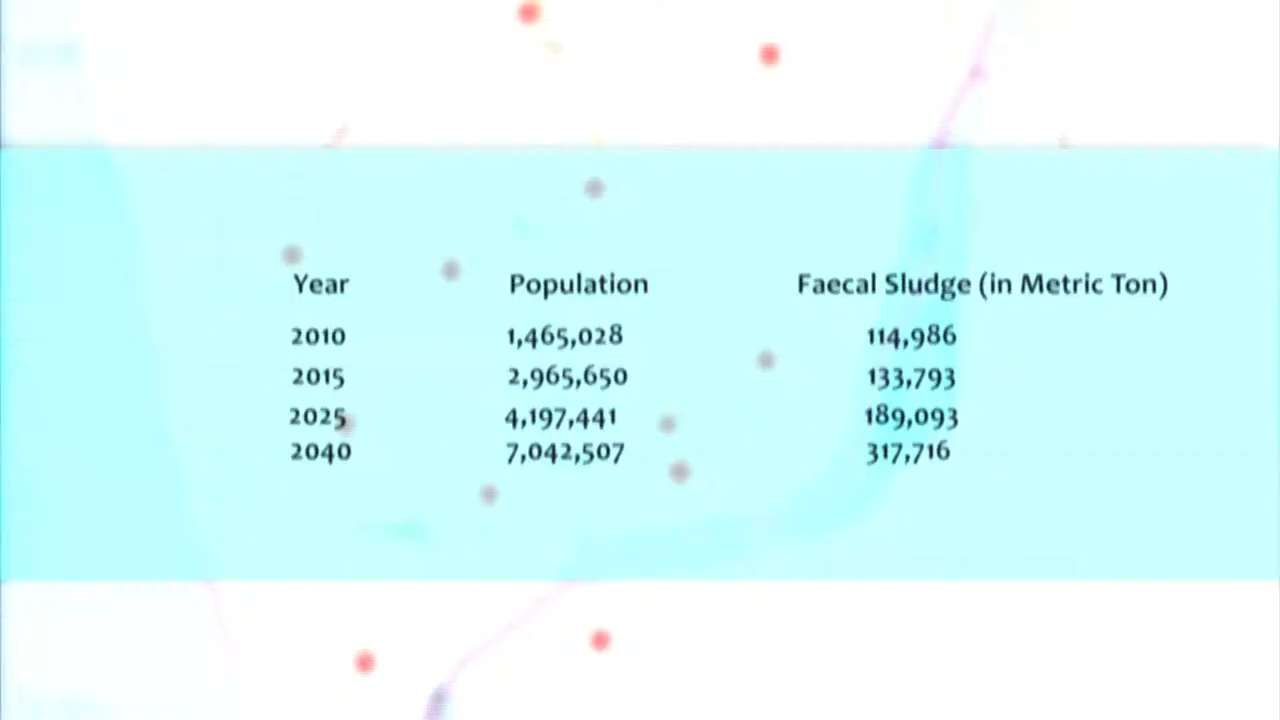 Year Population Faecal Sludge (in Metric Ton)
2010 1,465,028 114,986
2015 2,965,650 133,793
2025 4,197,441 189,093
2040 7,042,507 317,716